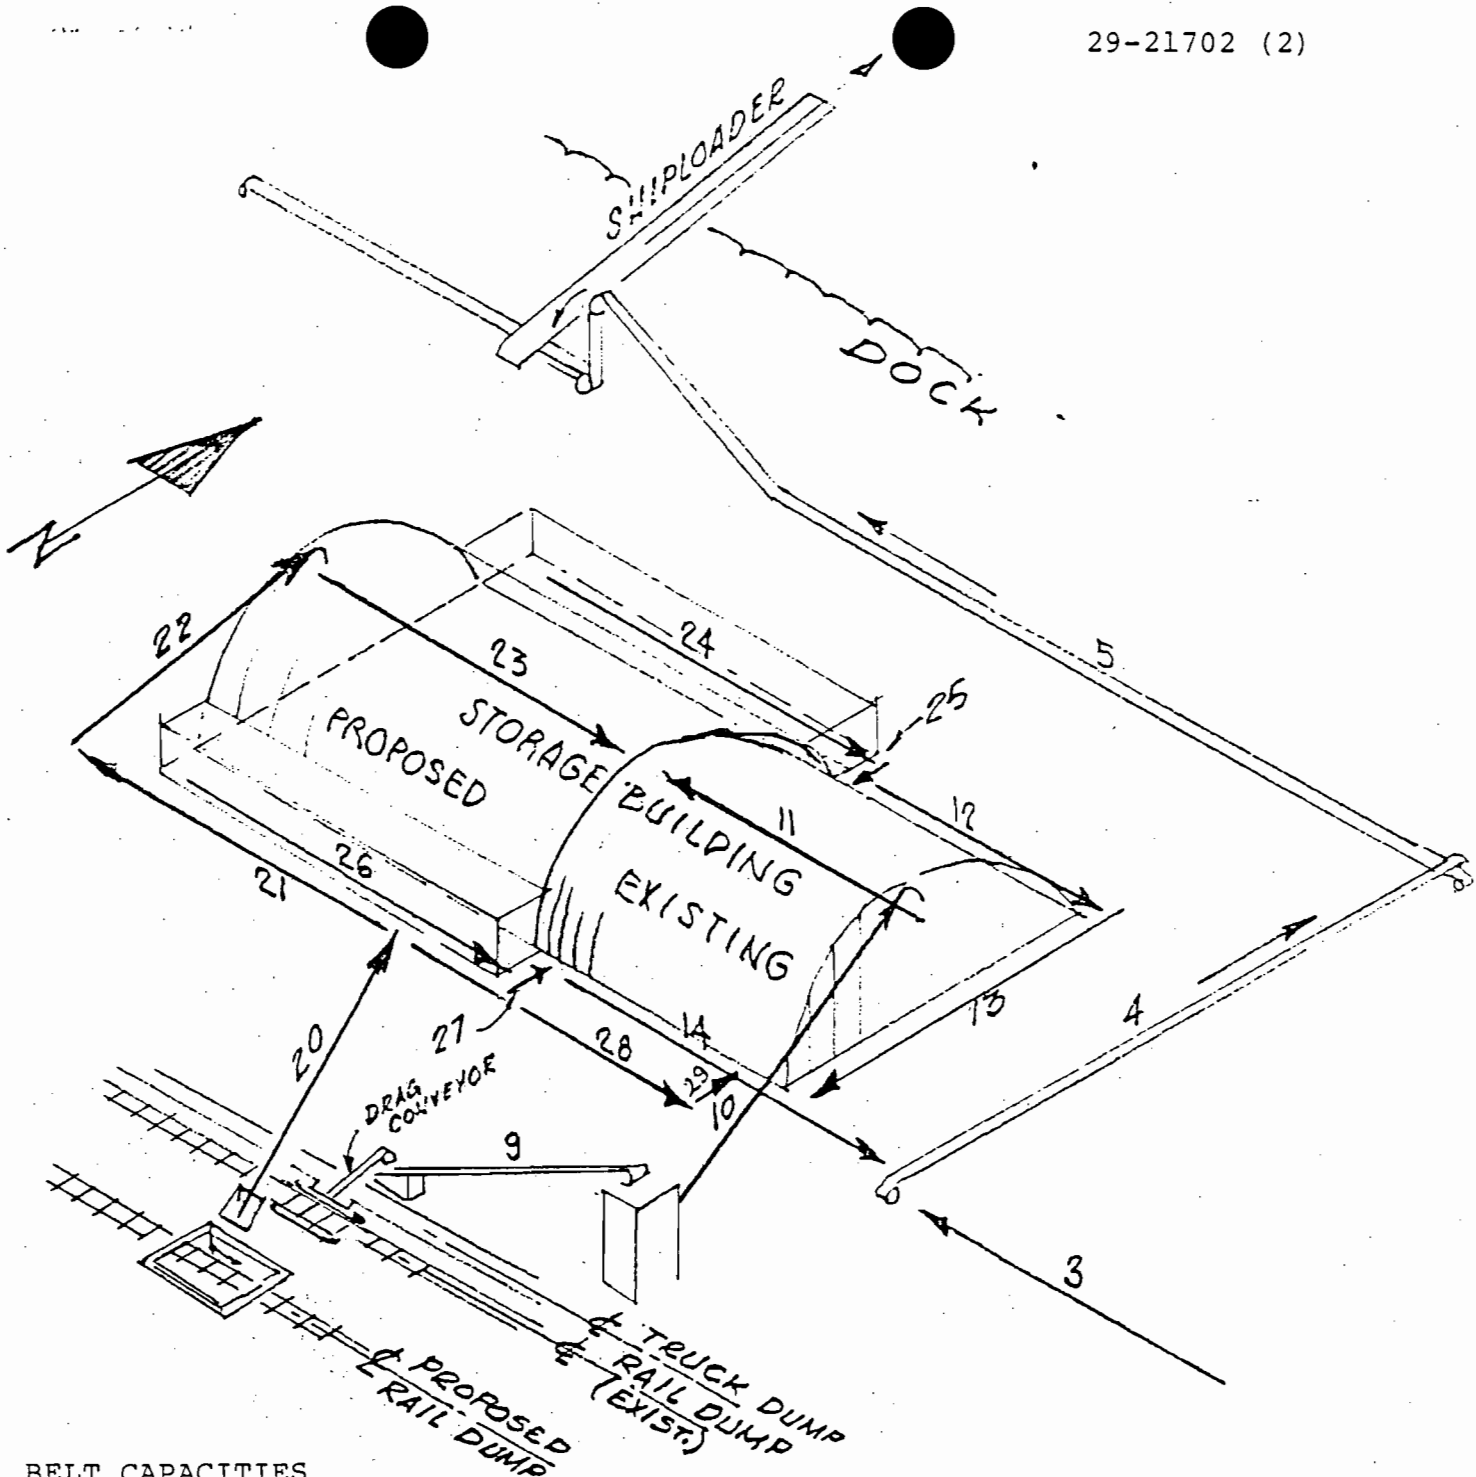 29-21702 (2)
SHIPLOADER
DOCK
N
5
22
24
23
25
STORAGE BUILDING
PROPOSED
EXISTING
11
12
26
21
13
4
14
27
28
29
10
20
DRAG
CONVEYOR
9
3
℄ TRUCK DUMP
℄ RAIL DUMP
(EXIST.)
℄ PROPOSED
RAIL DUMP
BELT CAPACITIES